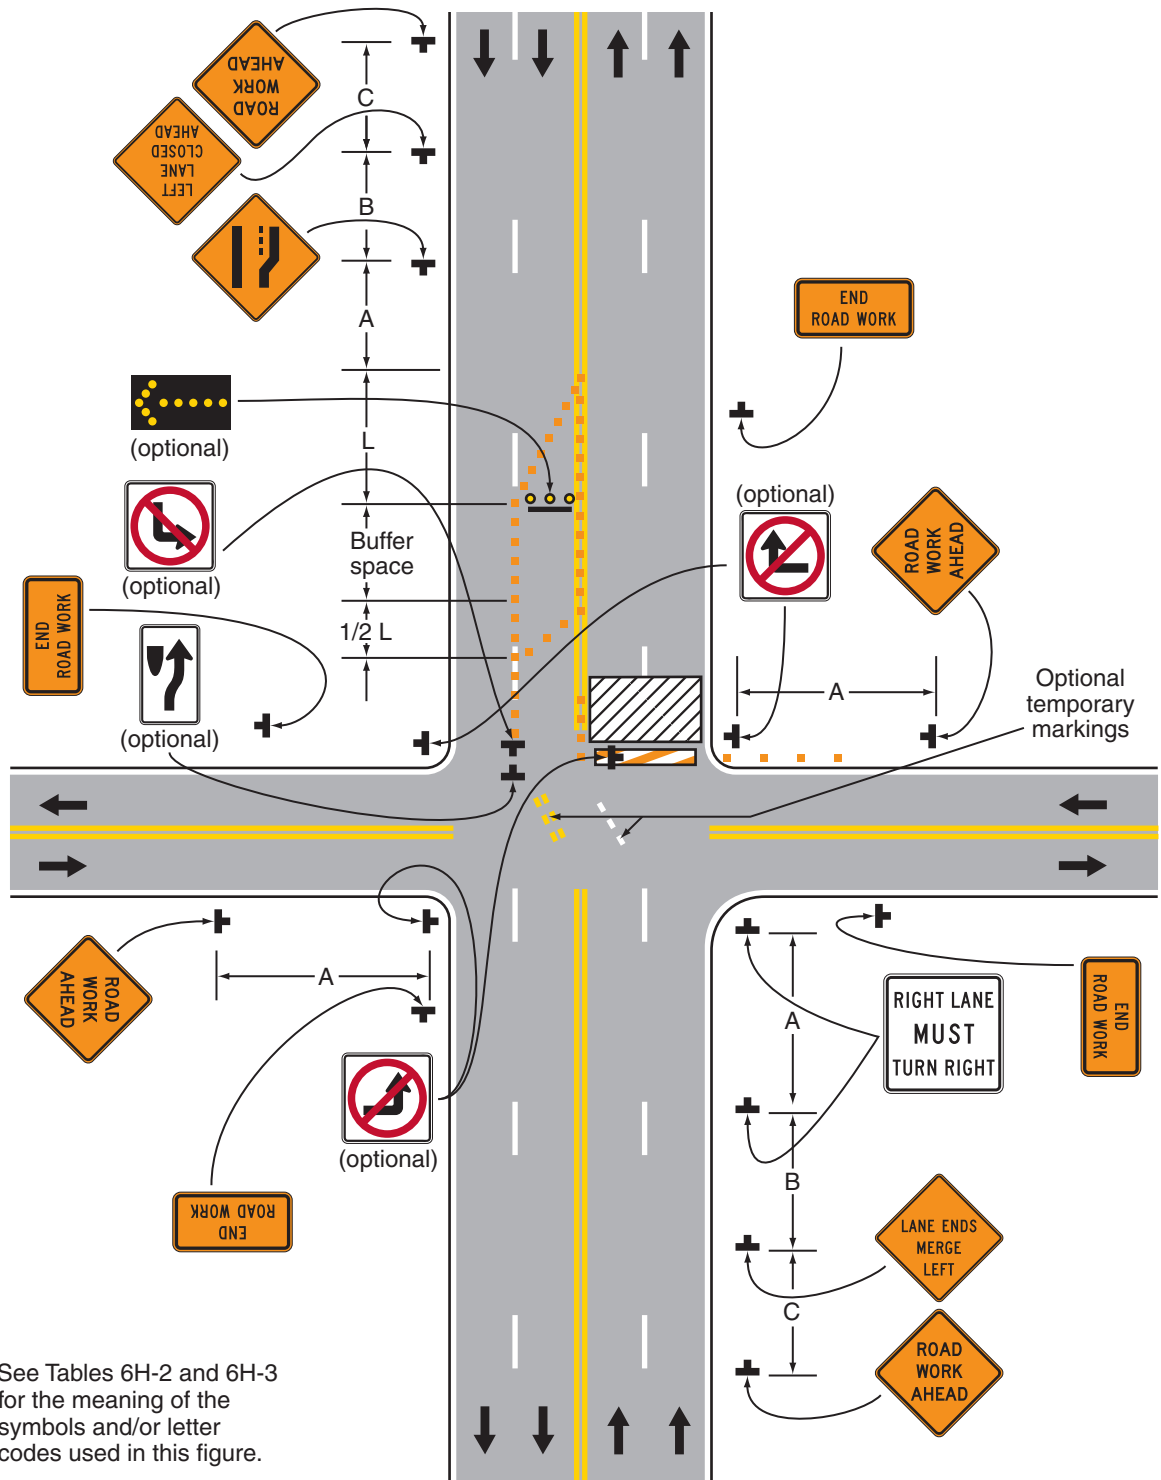 ROAD
WORK
AHEAD
C
LEFT
LANE
CLOSED
AHEAD
B
A
END
ROAD WORK
(optional)
L
(optional)
ROAD
WORK
AHEAD
Buffer
space
(optional)
END
ROAD WORK
1/2 L
(optional)
A
Optional
temporary
markings
ROAD
WORK
AHEAD
A
END
ROAD WORK
RIGHT LANE
MUST
TURN RIGHT
A
(optional)
B
END
ROAD WORK
LANE ENDS
MERGE
LEFT
C
ROAD
WORK
AHEAD
See Tables 6H-2 and 6H-3
for the meaning of the
symbols and/or letter
codes used in this figure.